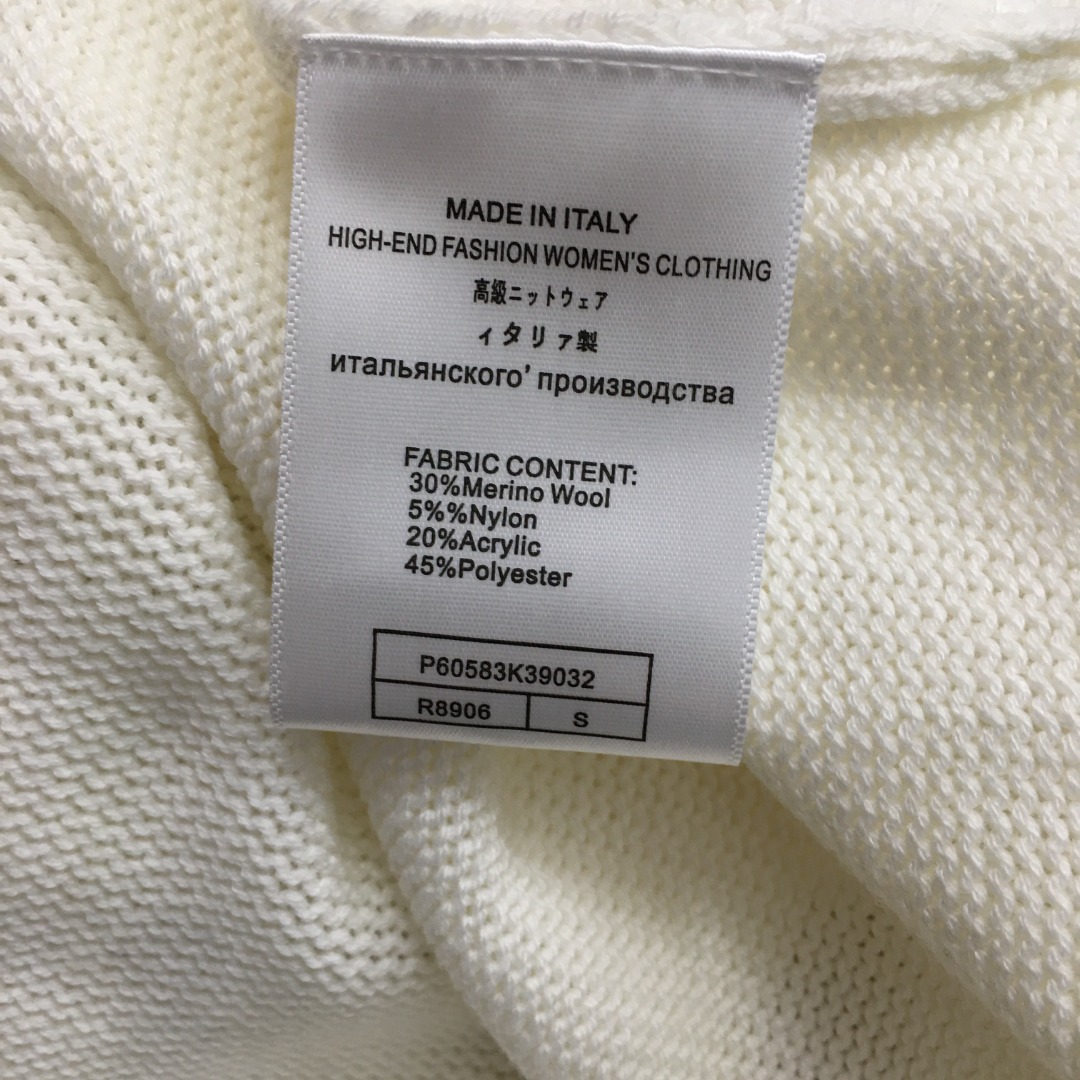 MADE IN ITALY
HIGH-END FASHION WOMEN'S CLOTHING
高級ニットウェア
ィタリァ製
итальянского' производства
FABRIC CONTENT:
30%Merino Wool
5%%Nylon
20%Acrylic
45%Polyester
P60583K39032
R8906 S